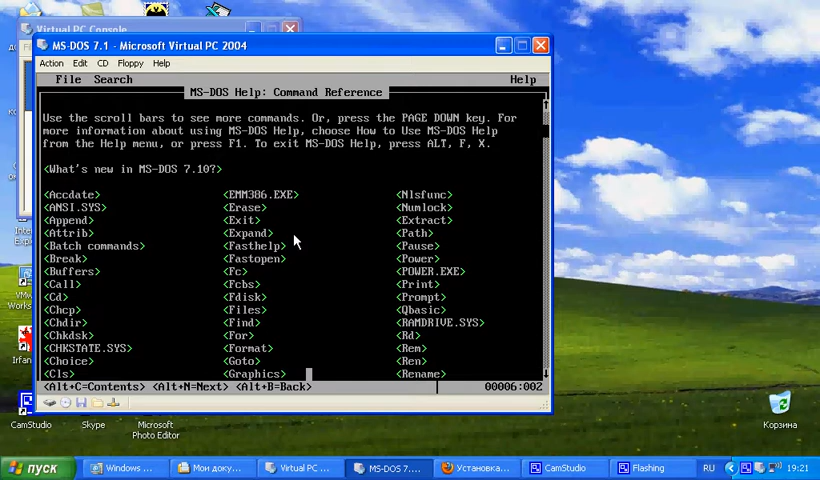 Virtual PC Console
MS-DOS 7.1 - Microsoft Virtual PC 2004
Action Edit CD Floppy Help
File Search Help
MS-DOS Help: Command Reference
Use the scroll bars to see more commands. Or, press the PAGE DOWN key. For
more information about using MS-DOS Help, choose How to Use MS-DOS Help
from the Help menu, or press F1. To exit MS-DOS Help, press ALT, F, X.
<What's new in MS-DOS 7.10?>
<Accdate> <EMM386.EXE> <Nlsfunc>
<ANSI.SYS> <Erase> <Numlock>
<Append> <Exit> <Extract>
<Attrib> <Expand> <Path>
<Batch commands> <Fasthelp> <Pause>
<Break> <Fastopen> <Power>
<Buffers> <Fc> <POWER.EXE>
<Call> <Fcbs> <Print>
<Cd> <Fdisk> <Prompt>
<Chcp> <Files> <Qbasic>
<Chdir> <Find> <RAMDRIVE.SYS>
<Chkdsk> <For> <Rd>
<CHKSTATE.SYS> <Format> <Rem>
<Choice> <Goto> <Ren>
<Cls> <Graphics> <Rename>
<Alt+C=Contents> <Alt+N=Next> <Alt+B=Back> 00006:002
CamStudio Skype Microsoft
Photo Editor
Корзина
пуск Windows ... Мои доку... Virtual PC ... MS-DOS 7.... Установка... CamStudio Flashing RU 19:21